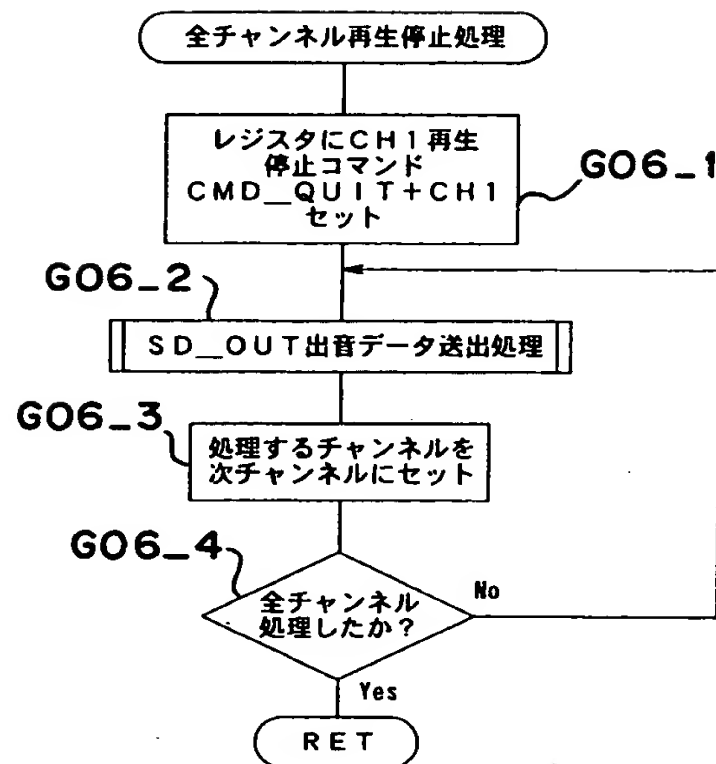 全チャンネル再生停止処理
レジスタにCH1再生
停止コマンド
CMD__QUIT+CH1
セット
G06_1
G06_2
SD__OUT出音データ送出処理
G06_3
処理するチャンネルを
次チャンネルにセット
G06_4
全チャンネル
処理したか?
No
Yes
RET